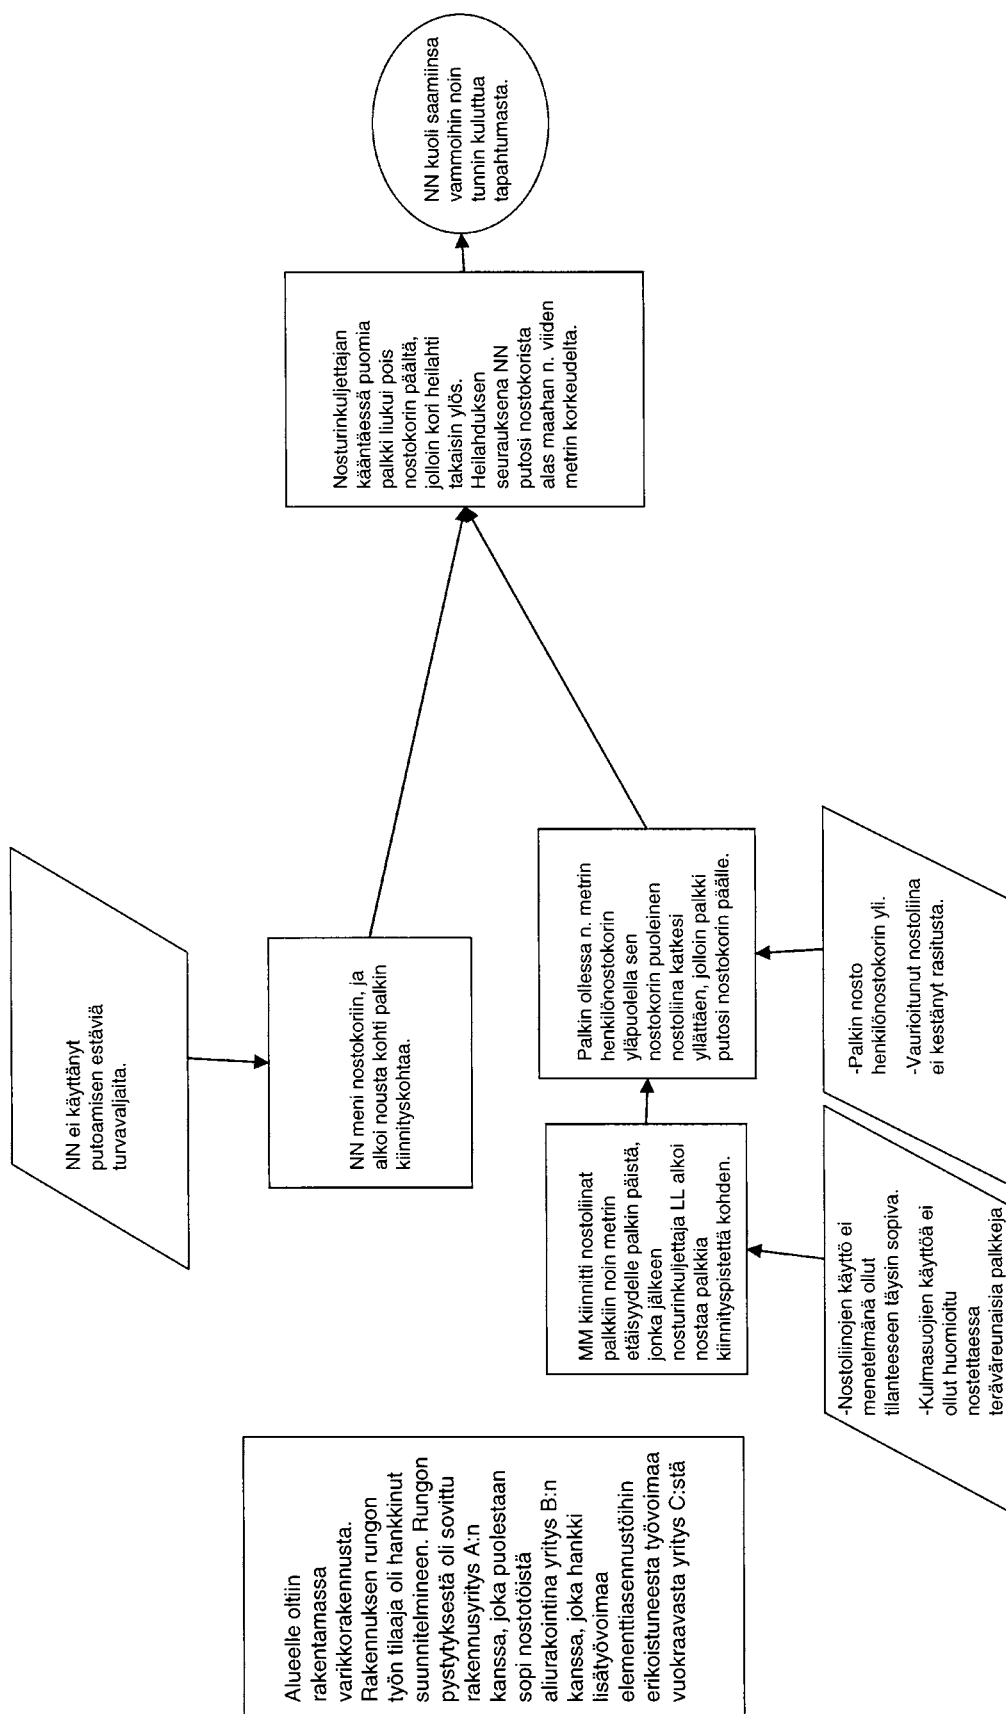 Alueelle oltiin
rakentamassa
varikkorakennusta.
Rakennuksen rungon
työn tilaaja oli hankkinut
suunnitelmineen. Rungon
pystytyksestä oli sovittu
rakennusyritys A:n
kanssa, joka puolestaan
sopi nostotöistä
aliurakointina yritys B:n
kanssa, joka hankki
lisätyövoimaa
elementtiasennustöihin
erikoistuneesta työvoimaa
vuokraavasta yritys C:stä
NN ei käyttänyt
putoamisen estäviä
turvavaljaita.
NN meni nostokoriin, ja
alkoi nousta kohti palkin
kiinnityskohtaa.
MM kiinnitti nostoliinat
palkkiin noin metrin
etäisyydelle palkin päistä,
jonka jälkeen
nosturinkuljettaja LL alkoi
nostaa palkkia
kiinnityspistettä kohden.
-Nostoliinojen käyttö ei
menetelmänä ollut
tilanteeseen täysin sopiva.
-Kulmasuojien käyttöä ei
ollut huomioitu
nostettaessa
teräväreunaisia palkkeja
Palkin ollessa n. metrin
henkilönostokorin
yläpuolella sen
nostokorin puoleinen
nostoliina katkesi
yllättäen, jolloin palkki
putosi nostokorin päälle.
-Palkin nosto
henkilönostokorin yli.
-Vaurioitunut nostoliina
ei kestänyt rasitusta.
Nosturinkuljettajan
kääntäessä puomia
palkki liukui pois
nostokorin päältä,
jolloin kori heilahti
takaisin ylös.
Heilahduksen
seurauksena NN
putosi nostokorista
alas maahan n. viiden
metrin korkeudelta.
NN kuoli saamiinsa
vammoihin noin
tunnin kuluttua
tapahtumasta.